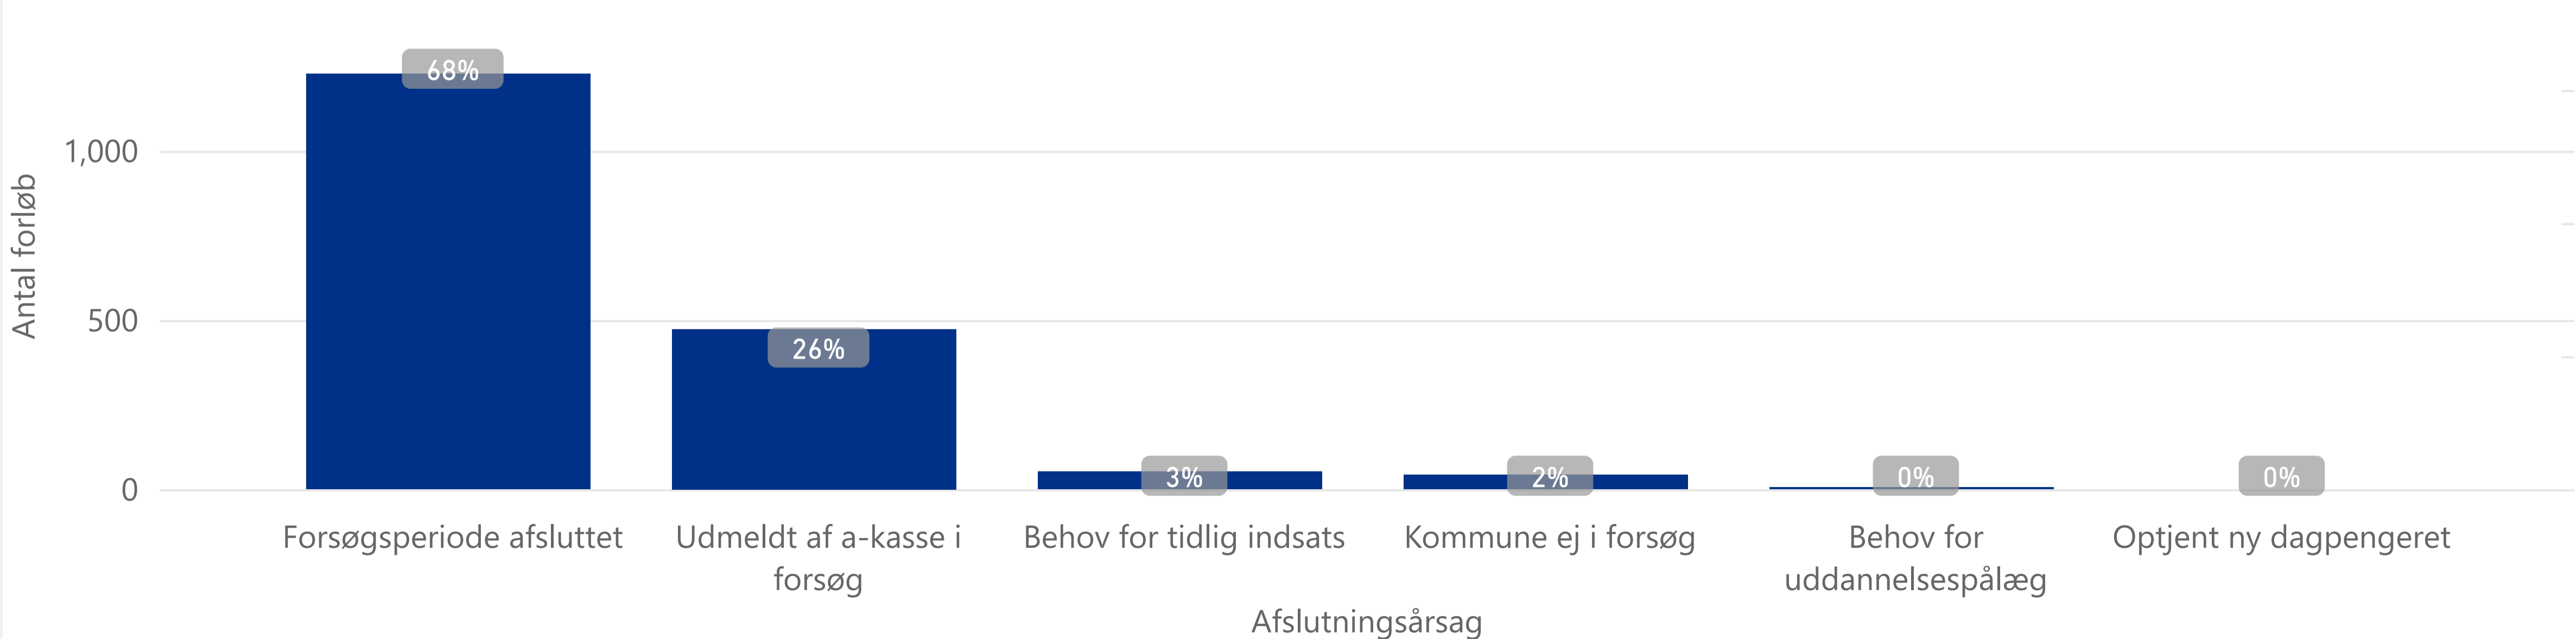 Antal forløb
1,000
500
0
68%
26%
3%
2%
0%
0%
Forsøgsperiode afsluttet
Udmeldt af a-kasse i
forsøg
Behov for tidlig indsats
Kommune ej i forsøg
Behov for
uddannelsespålæg
Optjent ny dagpengeret
Afslutningsårsag